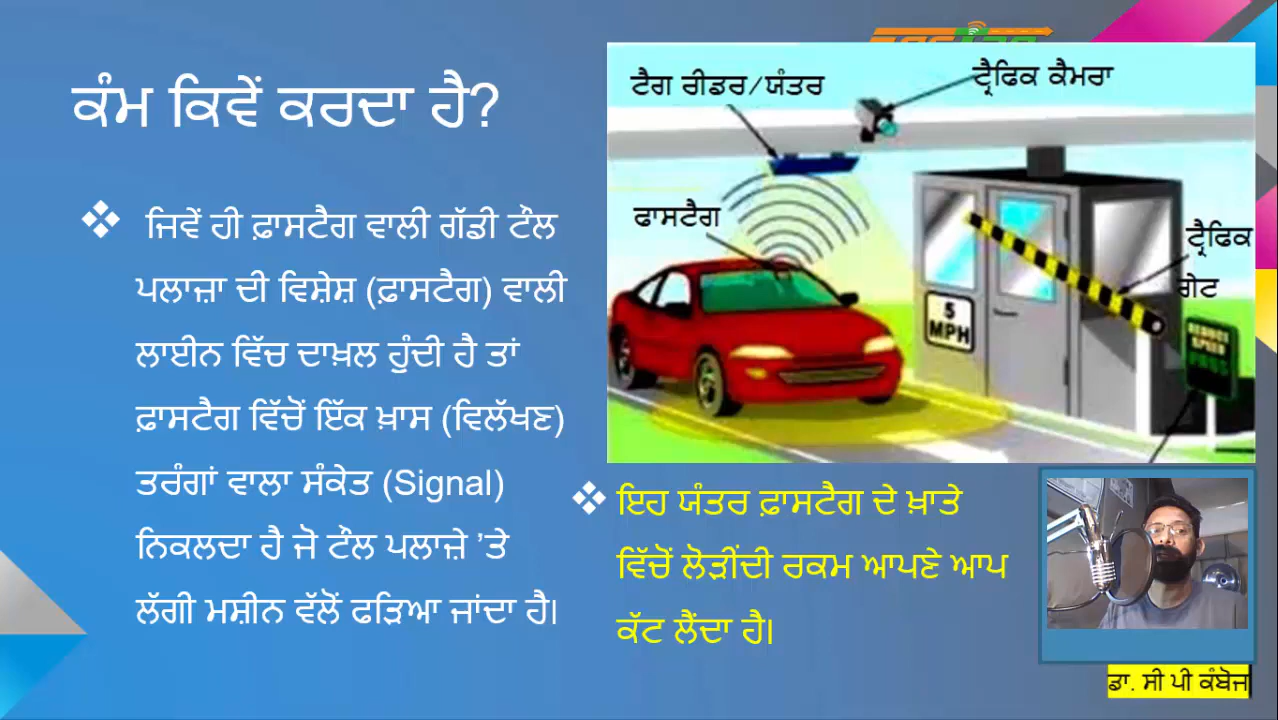 ਕੰਮ ਕਿਵੇਂ ਕਰਦਾ ਹੈ?
ਜਿਵੇਂ ਹੀ ਫ਼ਾਸਟੈਗ ਵਾਲੀ ਗੱਡੀ ਟੌਲ
ਪਲਾਜ਼ਾ ਦੀ ਵਿਸ਼ੇਸ਼ (ਫ਼ਾਸਟੈਗ) ਵਾਲੀ
ਲਾਈਨ ਵਿੱਚ ਦਾਖ਼ਲ ਹੁੰਦੀ ਹੈ ਤਾਂ
ਫ਼ਾਸਟੈਗ ਵਿੱਚੋਂ ਇੱਕ ਖ਼ਾਸ (ਵਿਲੱਖਣ)
ਤਰੰਗਾਂ ਵਾਲਾ ਸੰਕੇਤ (Signal)
ਨਿਕਲਦਾ ਹੈ ਜੋ ਟੌਲ ਪਲਾਜ਼ੇ ’ਤੇ
ਲੱਗੀ ਮਸ਼ੀਨ ਵੱਲੋਂ ਫੜਿਆ ਜਾਂਦਾ ਹੈ।
ਟੈਗ ਰੀਡਰ/ਯੰਤਰ
ਟ੍ਰੈਫਿਕ ਕੈਮਰਾ
ਫਾਸਟੈਗ
ਟ੍ਰੈਫਿਕ
ਗੇਟ
5
MPH
ਇਹ ਯੰਤਰ ਫ਼ਾਸਟੈਗ ਦੇ ਖ਼ਾਤੇ
ਵਿੱਚੋਂ ਲੋੜੀਂਦੀ ਰਕਮ ਆਪਣੇ ਆਪ
ਕੱਟ ਲੈਂਦਾ ਹੈ।
ਡਾ. ਸੀ ਪੀ ਕੰਬੋਜ